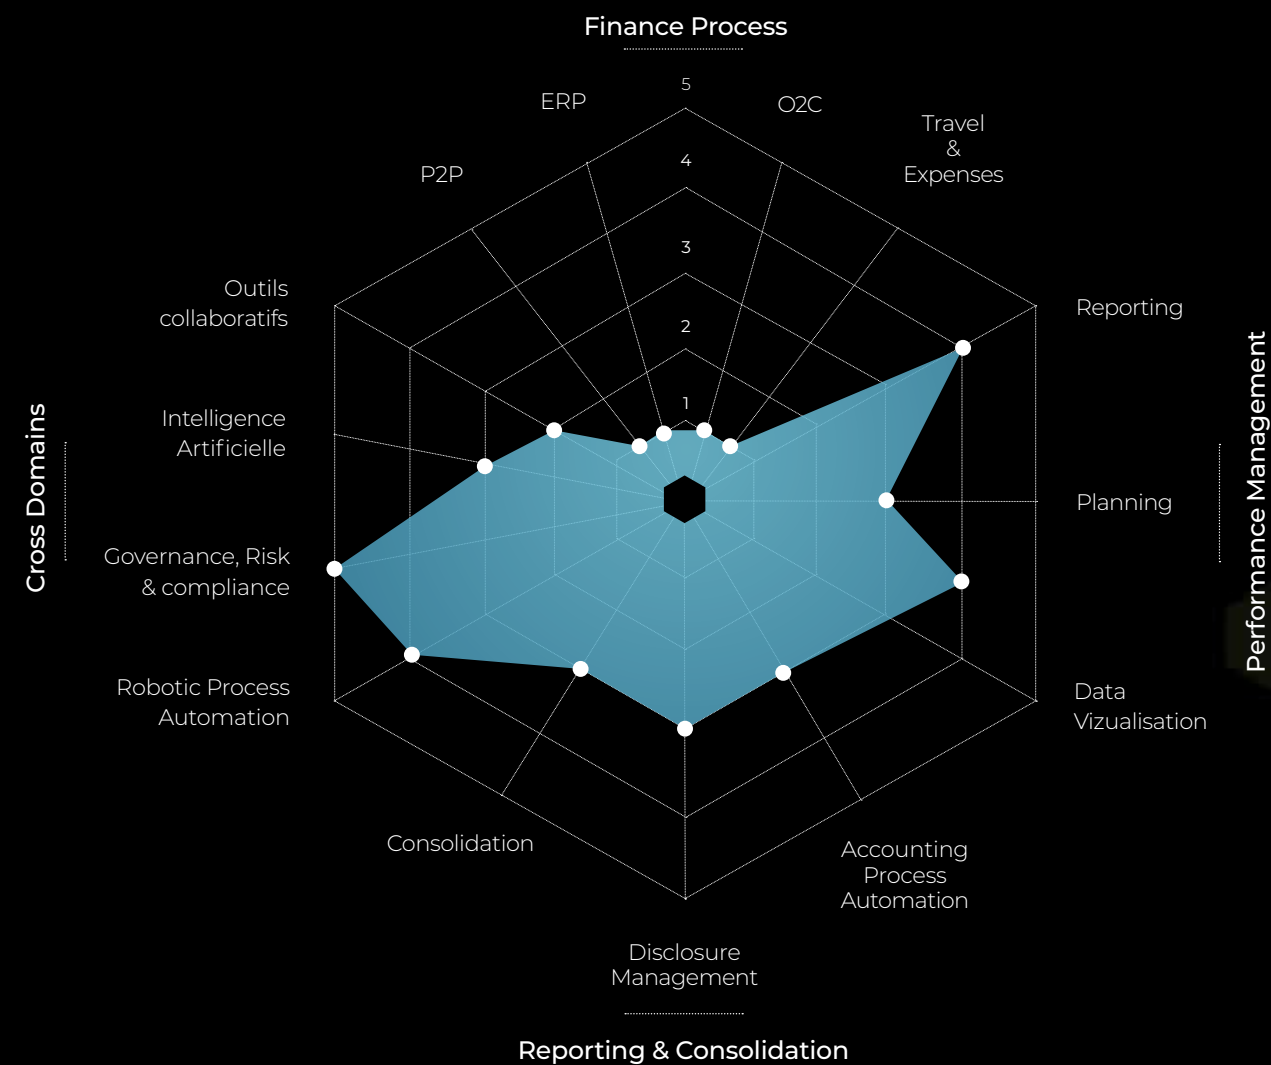 Finance Process
5
ERP
O2C
Travel
&
Expenses
4
P2P
3
Outils
collaboratifs
Reporting
2
1
Intelligence
Artificielle
Cross Domains
Performance Management
Planning
Governance, Risk
& compliance
Robotic Process
Automation
Data
Vizualisation
Consolidation
Accounting
Process
Automation
Disclosure
Management
Reporting & Consolidation